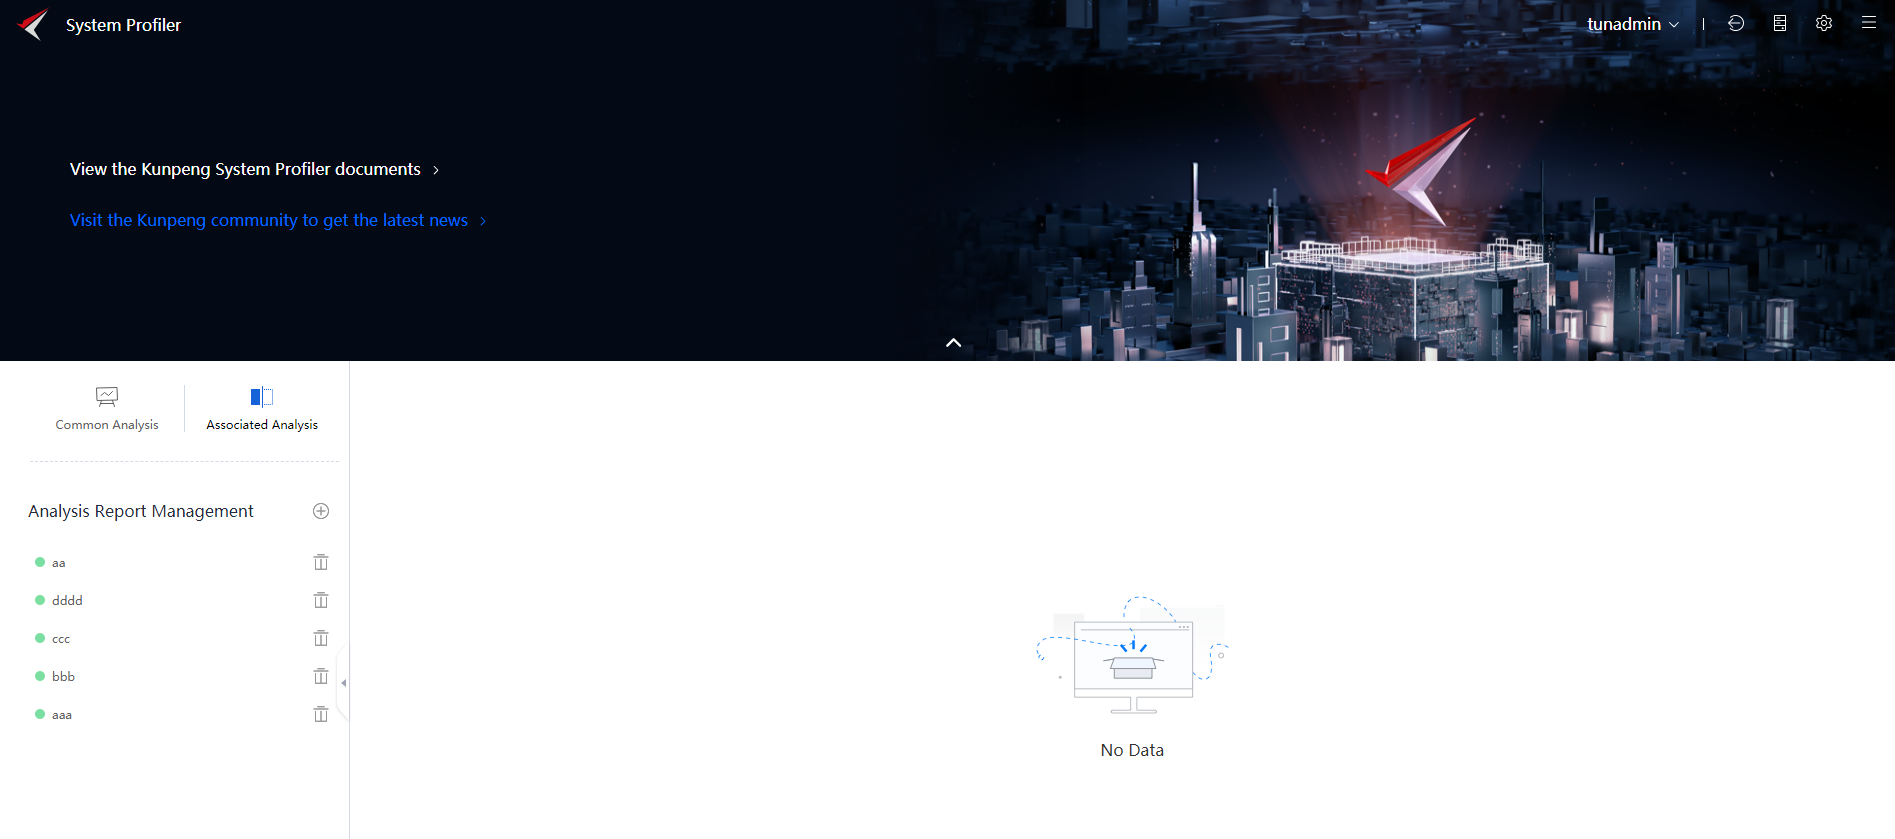 System Profiler
tunadmin
View the Kunpeng System Profiler documents
Visit the Kunpeng community to get the latest news
Common Analysis
Associated Analysis
Analysis Report Management
aa
dddd
ccc
bbb
aaa
No Data